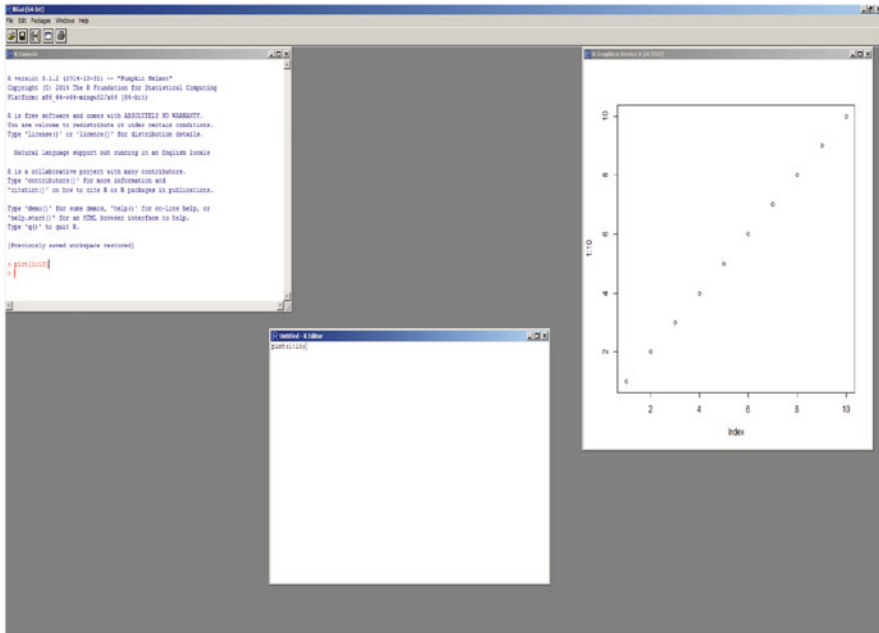 RGui (64-bit)
File Edit Packages Windows Help
R Console
R version 3.1.2 (2014-10-31) -- "Pumpkin Helmet"
Copyright (C) 2014 The R Foundation for Statistical Computing
Platform: x86_64-w64-mingw32/x64 (64-bit)
R is free software and comes with ABSOLUTELY NO WARRANTY.
You are welcome to redistribute it under certain conditions.
Type 'license()' or 'licence()' for distribution details.
Natural language support but running in an English locale
R is a collaborative project with many contributors.
Type 'contributors()' for more information and
'citation()' on how to cite R or R packages in publications.
Type 'demo()' for some demos, 'help()' for on-line help, or
'help.start()' for an HTML browser interface to help.
Type 'q()' to quit R.
[Previously saved workspace restored]
> plot(1:10)
>
Untitled - R Editor
plot(1:10)
R Graphics: Device 2 (ACTIVE)
10
8
6
4
2
1:10
2 4 6 8 10
Index